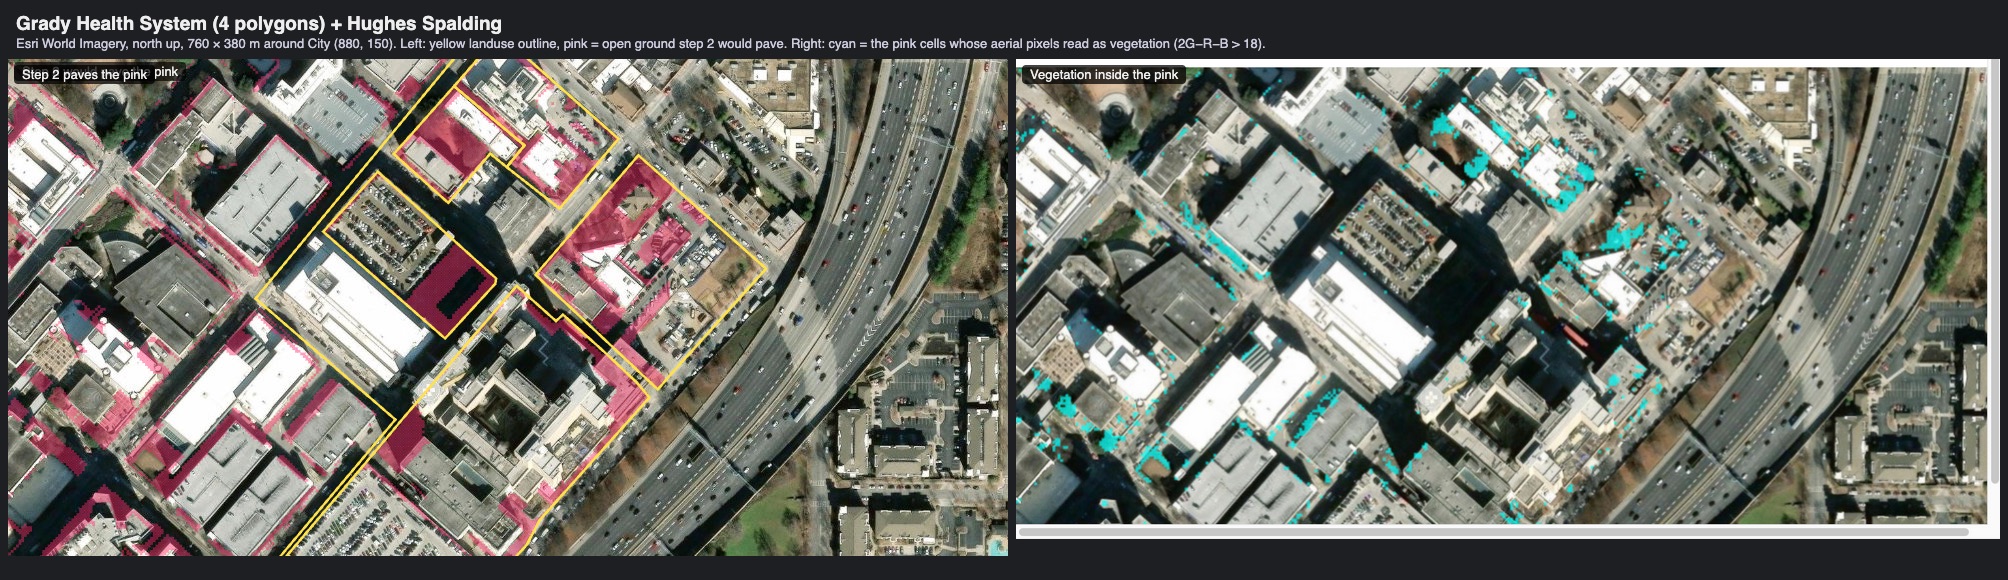 Grady Health System (4 polygons) + Hughes Spalding
Esri World Imagery, north up, 760 × 380 m around City (880, 150). Left: yellow landuse outline, pink = open ground step 2 would pave. Right: cyan = the pink cells whose aerial pixels read as vegetation (2G−R−B > 18).
Step 2 paves the pink pink
Vegetation inside the pink